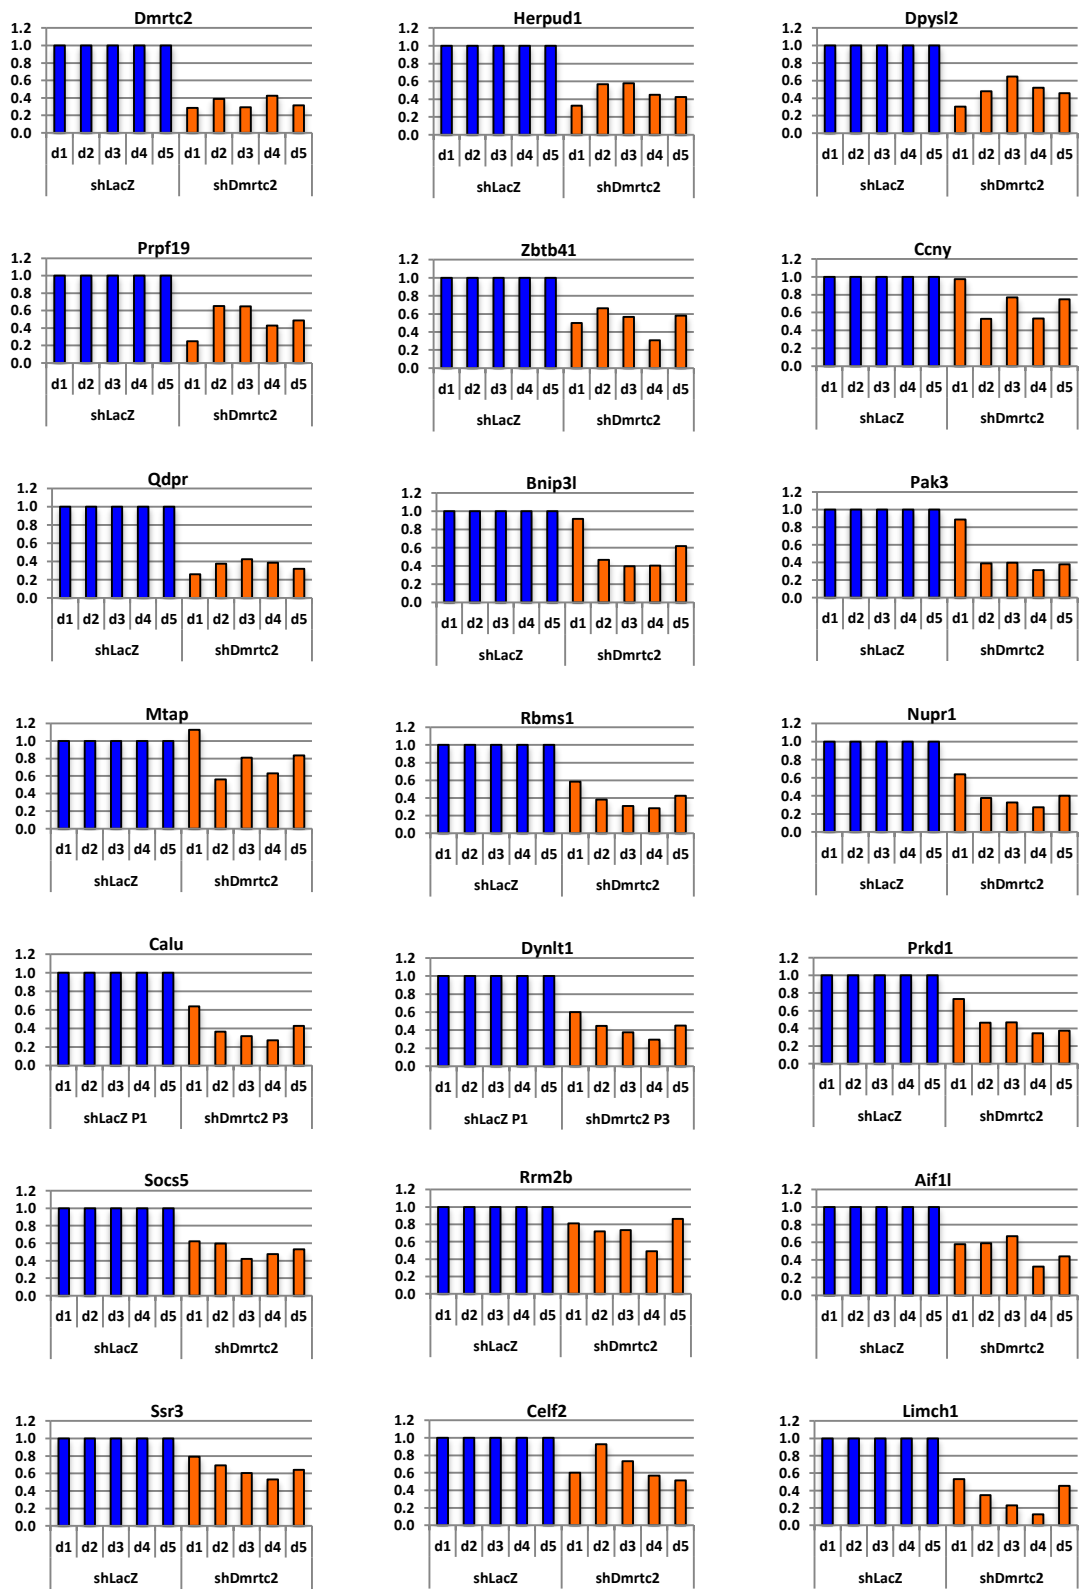 Dmrtc2
1.2
1.0
0.8
0.6
0.4
0.2
0.0
d1 d2 d3 d4 d5 d1 d2 d3 d4 d5
shLacZ shDmrtc2
Herpud1
1.2
1.0
0.8
0.6
0.4
0.2
0.0
d1 d2 d3 d4 d5 d1 d2 d3 d4 d5
shLacZ shDmrtc2
Dpysl2
1.2
1.0
0.8
0.6
0.4
0.2
0.0
d1 d2 d3 d4 d5 d1 d2 d3 d4 d5
shLacZ shDmrtc2
Prpf19
1.2
1.0
0.8
0.6
0.4
0.2
0.0
d1 d2 d3 d4 d5 d1 d2 d3 d4 d5
shLacZ shDmrtc2
Zbtb41
1.2
1.0
0.8
0.6
0.4
0.2
0.0
d1 d2 d3 d4 d5 d1 d2 d3 d4 d5
shLacZ shDmrtc2
Ccny
1.2
1.0
0.8
0.6
0.4
0.2
0.0
d1 d2 d3 d4 d5 d1 d2 d3 d4 d5
shLacZ shDmrtc2
Qdpr
1.2
1.0
0.8
0.6
0.4
0.2
0.0
d1 d2 d3 d4 d5 d1 d2 d3 d4 d5
shLacZ shDmrtc2
Bnip3l
1.2
1.0
0.8
0.6
0.4
0.2
0.0
d1 d2 d3 d4 d5 d1 d2 d3 d4 d5
shLacZ shDmrtc2
Pak3
1.2
1.0
0.8
0.6
0.4
0.2
0.0
d1 d2 d3 d4 d5 d1 d2 d3 d4 d5
shLacZ shDmrtc2
Mtap
1.2
1.0
0.8
0.6
0.4
0.2
0.0
d1 d2 d3 d4 d5 d1 d2 d3 d4 d5
shLacZ shDmrtc2
Rbms1
1.2
1.0
0.8
0.6
0.4
0.2
0.0
d1 d2 d3 d4 d5 d1 d2 d3 d4 d5
shLacZ shDmrtc2
Nupr1
1.2
1.0
0.8
0.6
0.4
0.2
0.0
d1 d2 d3 d4 d5 d1 d2 d3 d4 d5
shLacZ shDmrtc2
Calu
1.2
1.0
0.8
0.6
0.4
0.2
0.0
d1 d2 d3 d4 d5 d1 d2 d3 d4 d5
shLacZ P1 shDmrtc2 P3
Dynlt1
1.2
1.0
0.8
0.6
0.4
0.2
0.0
d1 d2 d3 d4 d5 d1 d2 d3 d4 d5
shLacZ P1 shDmrtc2 P3
Prkd1
1.2
1.0
0.8
0.6
0.4
0.2
0.0
d1 d2 d3 d4 d5 d1 d2 d3 d4 d5
shLacZ shDmrtc2
Socs5
1.2
1.0
0.8
0.6
0.4
0.2
0.0
d1 d2 d3 d4 d5 d1 d2 d3 d4 d5
shLacZ shDmrtc2
Rrm2b
1.2
1.0
0.8
0.6
0.4
0.2
0.0
d1 d2 d3 d4 d5 d1 d2 d3 d4 d5
shLacZ shDmrtc2
Aif1l
1.2
1.0
0.8
0.6
0.4
0.2
0.0
d1 d2 d3 d4 d5 d1 d2 d3 d4 d5
shLacZ shDmrtc2
Ssr3
1.2
1.0
0.8
0.6
0.4
0.2
0.0
d1 d2 d3 d4 d5 d1 d2 d3 d4 d5
shLacZ shDmrtc2
Celf2
1.2
1.0
0.8
0.6
0.4
0.2
0.0
d1 d2 d3 d4 d5 d1 d2 d3 d4 d5
shLacZ shDmrtc2
Limch1
1.2
1.0
0.8
0.6
0.4
0.2
0.0
d1 d2 d3 d4 d5 d1 d2 d3 d4 d5
shLacZ shDmrtc2